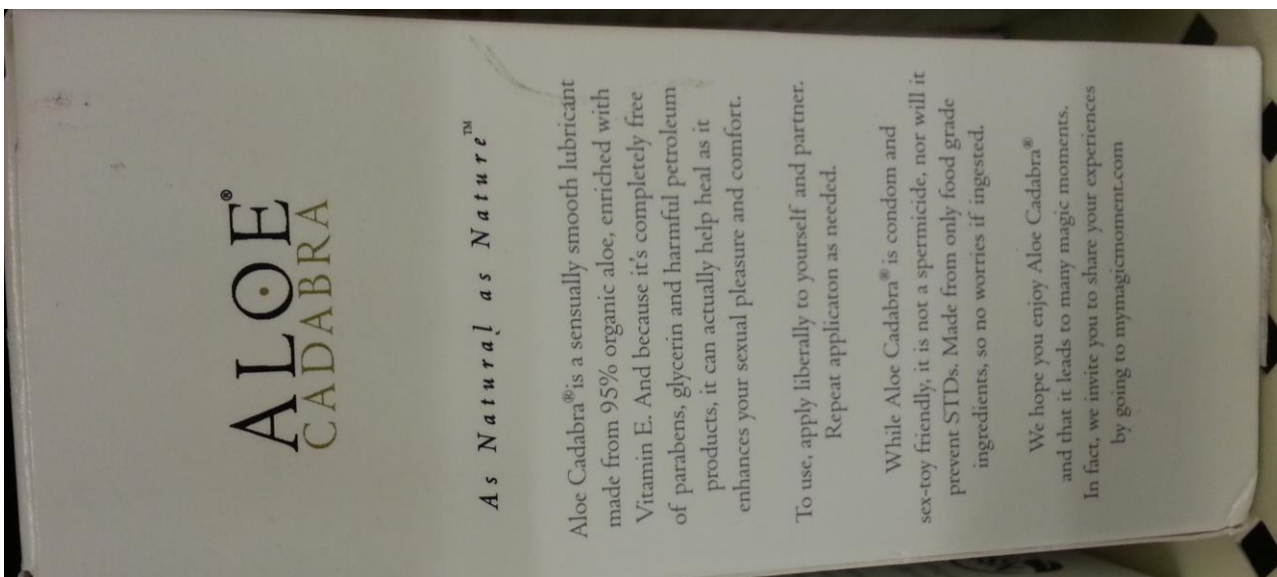 ALOE®
CADABRA
As Natural as Nature™
Aloe Cadabra® is a sensually smooth lubricant
made from 95% organic aloe, enriched with
Vitamin E. And because it's completely free
of parabens, glycerin and harmful petroleum
products, it can actually help heal as it
enhances your sexual pleasure and comfort.
To use, apply liberally to yourself and partner.
Repeat applicaton as needed.
While Aloe Cadabra® is condom and
sex-toy friendly, it is not a spermicide, nor will it
prevent STDs. Made from only food grade
ingredients, so no worries if ingested.
We hope you enjoy Aloe Cadabra®
and that it leads to many magic moments.
In fact, we invite you to share your experiences
by going to mymagicmoment.com